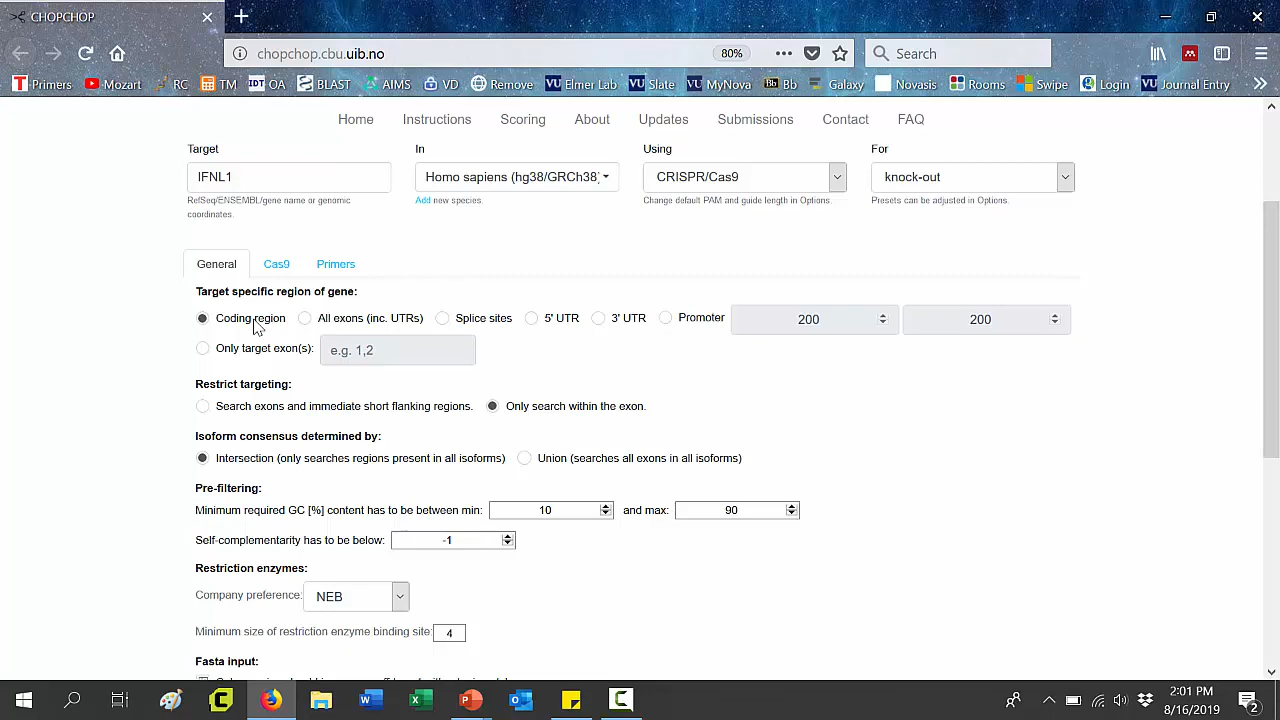 CHOPCHOP
chopchop.cbu.uib.no
80%
Search
Primers Mozart RC TM IDT OA BLAST AIMS VD Remove VU Elmer Lab VU Slate VU MyNova Bb Bb Galaxy Novasis Rooms Swipe Login VU Journal Entry
Home Instructions Scoring About Updates Submissions Contact FAQ
Target In Using For
IFNL1 Homo sapiens (hg38/GRCh38) CRISPR/Cas9 knock-out
RefSeq/ENSEMBL/gene name or genomic coordinates. Add new species. Change default PAM and guide length in Options. Presets can be adjusted in Options.
General Cas9 Primers
Target specific region of gene:
Coding region All exons (inc. UTRs) Splice sites 5' UTR 3' UTR Promoter 200 200
Only target exon(s): e.g. 1,2
Restrict targeting:
Search exons and immediate short flanking regions. Only search within the exon.
Isoform consensus determined by:
Intersection (only searches regions present in all isoforms) Union (searches all exons in all isoforms)
Pre-filtering:
Minimum required GC [%] content has to be between min: 10 and max: 90
Self-complementarity has to be below: -1
Restriction enzymes:
Company preference: NEB
Minimum size of restriction enzyme binding site: 4
Fasta input:
2:01 PM
8/16/2019
2